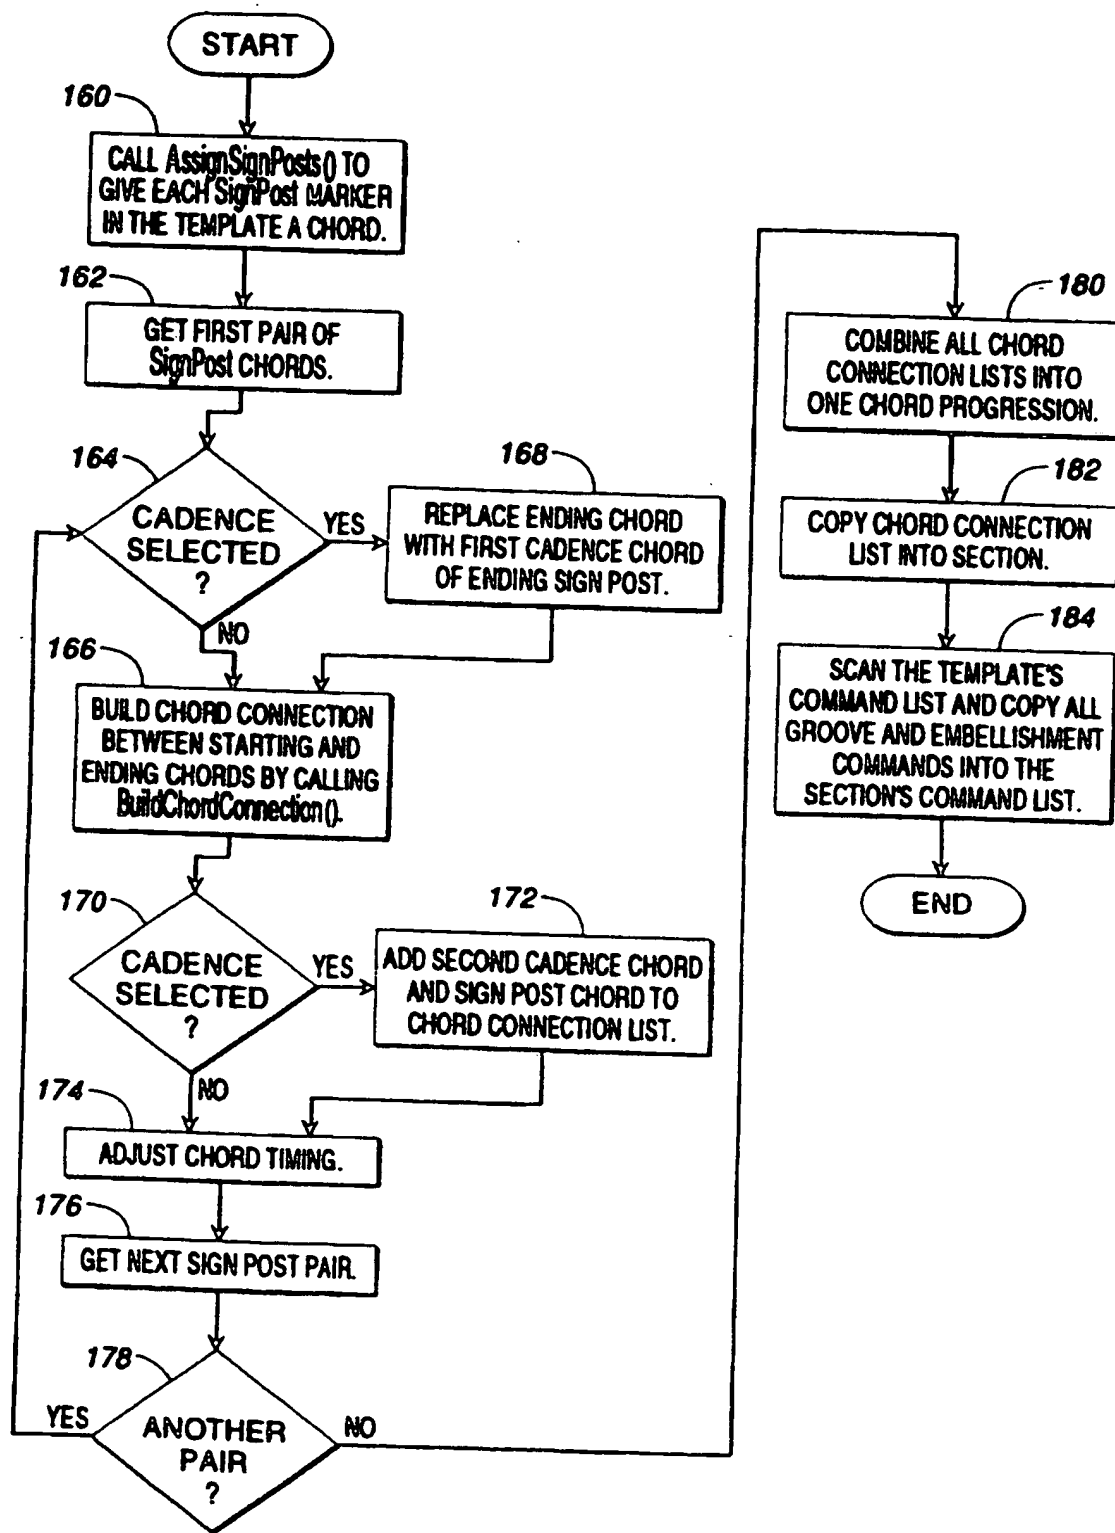 START
160
CALL AssignSignPosts() TO
GIVE EACH SignPost MARKER
IN THE TEMPLATE A CHORD.
162
GET FIRST PAIR OF
SignPost CHORDS.
164
CADENCE
SELECTED
?
YES
NO
168
REPLACE ENDING CHORD
WITH FIRST CADENCE CHORD
OF ENDING SIGN POST.
166
BUILD CHORD CONNECTION
BETWEEN STARTING AND
ENDING CHORDS BY CALLING
BuildChordConnection().
170
CADENCE
SELECTED
?
YES
NO
172
ADD SECOND CADENCE CHORD
AND SIGN POST CHORD TO
CHORD CONNECTION LIST.
174
ADJUST CHORD TIMING.
176
GET NEXT SIGN POST PAIR.
178
YES
ANOTHER
PAIR
?
NO
180
COMBINE ALL CHORD
CONNECTION LISTS INTO
ONE CHORD PROGRESSION.
182
COPY CHORD CONNECTION
LIST INTO SECTION.
184
SCAN THE TEMPLATE'S
COMMAND LIST AND COPY ALL
GROOVE AND EMBELLISHMENT
COMMANDS INTO THE
SECTION'S COMMAND LIST.
END